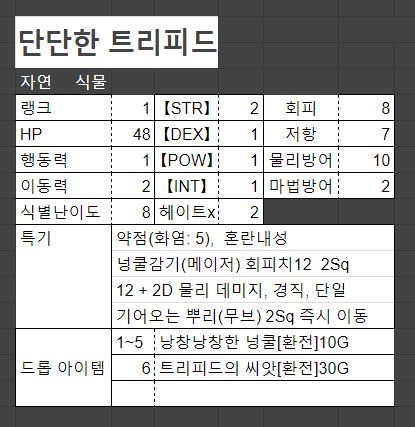 단단한 트리피드
자연 식물
랭크 1 【STR】 2 회피 8
HP 48 【DEX】 1 저항 7
행동력 1 【POW】 1 물리방어 10
이동력 2 【INT】 1 마법방어 2
식별난이도 8 헤이트x 2
특기 약점(화염: 5), 혼란내성
넝쿨감기(메이저) 회피치12 2Sq
12 + 2D 물리 데미지, 경직, 단일
기어오는 뿌리(무브) 2Sq 즉시 이동
드롭 아이템 1~5 낭창낭창한 넝쿨[환전]10G
6 트리피드의 씨앗[환전]30G